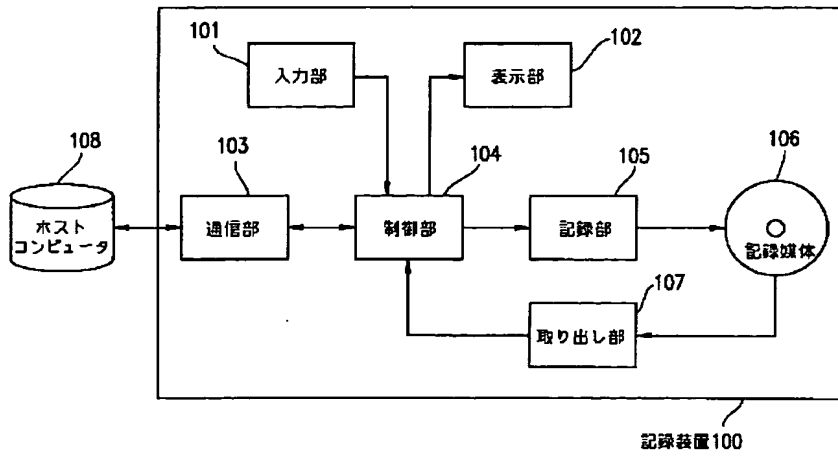 101
入力部
102
表示部
108
ホスト
コンピュータ
103
通信部
104
制御部
105
記録部
106
記録媒体
107
取り出し部
記録装置100